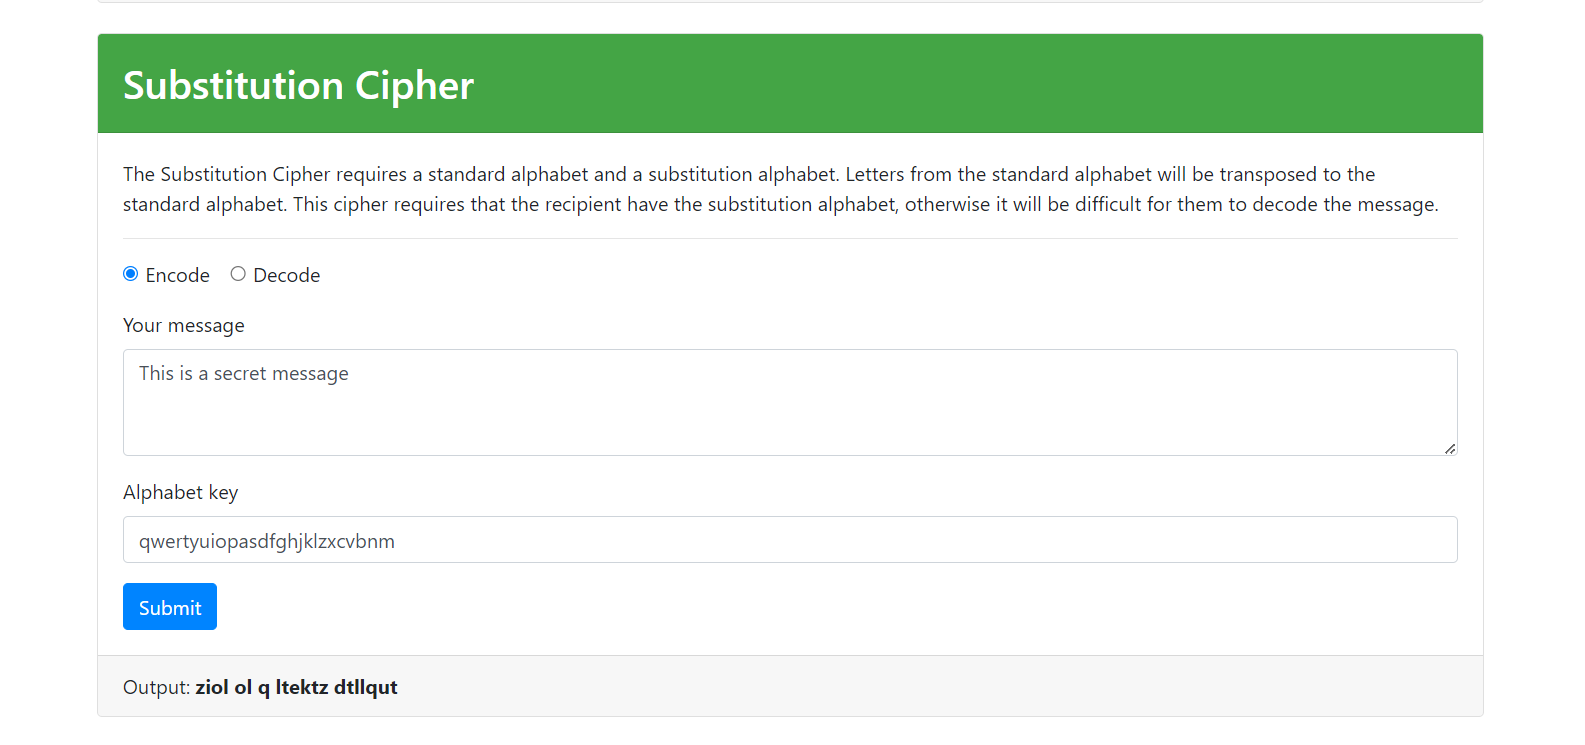 Substitution Cipher
The Substitution Cipher requires a standard alphabet and a substitution alphabet. Letters from the standard alphabet will be transposed to the
standard alphabet. This cipher requires that the recipient have the substitution alphabet, otherwise it will be difficult for them to decode the message.
Encode Decode
Your message
This is a secret message
Alphabet key
qwertyuiopasdfghjklzxcvbnm
Submit
Output: ziol ol q ltektz dtllqut